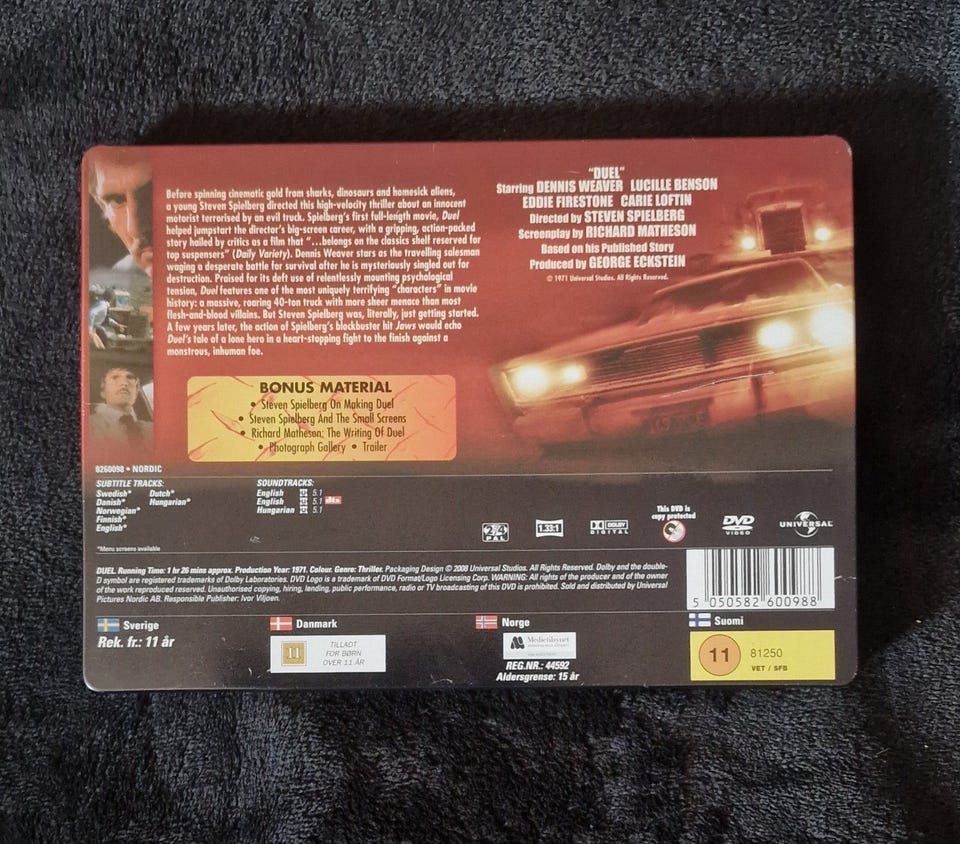 Before spinning cinematic gold from sharks, dinosaurs and homesick aliens,
a young Steven Spielberg directed this high-velocity thriller about an innocent
motorist terrorised by an evil truck. Spielberg's first full-length movie, Duel
helped jumpstart the director's big-screen career, with a gripping, action-packed
story hailed by critics as a film that "...belongs on the classics shelf reserved for
top suspensers" (Daily Variety). Dennis Weaver stars as the travelling salesman
waging a desperate battle for survival after he is mysteriously singled out for
destruction. Praised for its deft use of relentlessly mounting psychological
tension, Duel features one of the most uniquely terrifying "characters" in movie
history: a massive, roaring 40-ton truck with more sheer menace than most
flesh-and-blood villains. But Steven Spielberg was, literally, just getting started.
A few years later, the action of Spielberg's blockbuster hit Jaws would echo
Duel's tale of a lone hero in a heart-stopping fight to the finish against a
monstrous, inhuman foe.
"DUEL"
Starring DENNIS WEAVER LUCILLE BENSON
EDDIE FIRESTONE CARIE LOFTIN
Directed by STEVEN SPIELBERG
Screenplay by RICHARD MATHESON
Based on his Published Story
Produced by GEORGE ECKSTEIN
© 1971 Universal Studios. All Rights Reserved.
BONUS MATERIAL
• Steven Spielberg On Making Duel
• Steven Spielberg And The Small Screens
• Richard Matheson: The Writing Of Duel
• Photograph Gallery • Trailer
8260098 • NORDIC
SUBTITLE TRACKS:
Swedish* Dutch*
Danish* Hungarian*
Norwegian*
Finnish*
English*
*Menu screens available
SOUNDTRACKS:
English 5.1
English 5.1 dts
Hungarian 5.1
2,4
PAL
1.33:1
DOLBY
DIGITAL
This DVD is
copy protected
DVD
VIDEO
UNIVERSAL
DUEL. Running Time: 1 hr 26 mins approx. Production Year: 1971. Colour. Genre: Thriller. Packaging Design © 2008 Universal Studios. All Rights Reserved. Dolby and the double-
D symbol are registered trademarks of Dolby Laboratories. DVD Logo is a trademark of DVD Format/Logo Licensing Corp. WARNING: All rights of the producer and of the owner
of the work reproduced reserved. Unauthorised copying, hiring, lending, public performance, radio or TV broadcasting of this DVD is prohibited. Sold and distributed by Universal
Pictures Nordic AB. Responsible Publisher: Ivor Viljoen.
5 050582 600988
Sverige
Rek. fr.: 11 år
Danmark
11
TILLADT
FOR BØRN
OVER 11 ÅR
Norge
Medietilsynet
REG.NR.: 44592
Aldersgrense: 15 år
Suomi
11
81250
VET / SFB